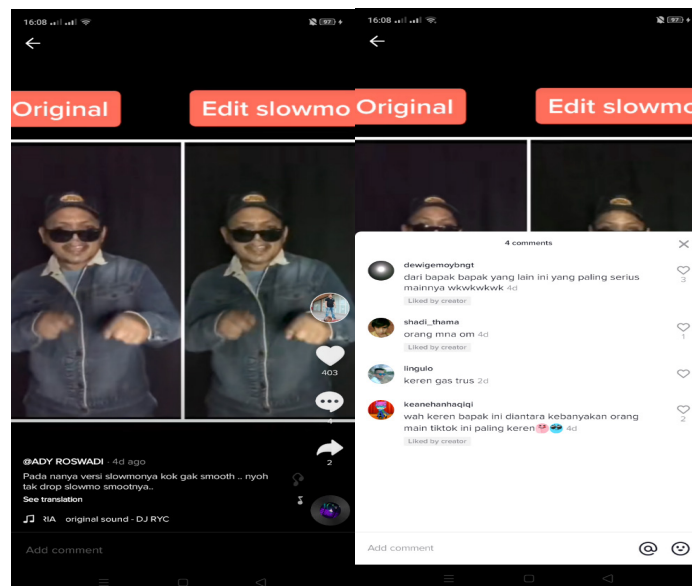 16:08
97
Original
Edit slowmo
403
4
2
@ADY ROSWADI - 4d ago
Pada nanya versi slowmonya kok gak smooth .. nyoh
tak drop slowmo smootnya..
See translation
RIA original sound - DJ RYC
Add comment
16:08
97
Original
Edit slowmo
4 comments
dewigemoybngt
dari bapak bapak yang lain ini yang paling serius
mainnya wkwkwkwk 4d
3
Liked by creator
shadi_thama
orang mna om 4d
1
Liked by creator
lingulo
keren gas trus 2d
keanehanhaqiqi
wah keren bapak ini diantara kebanyakan orang
main tiktok ini paling keren 4d
2
Liked by creator
Add comment